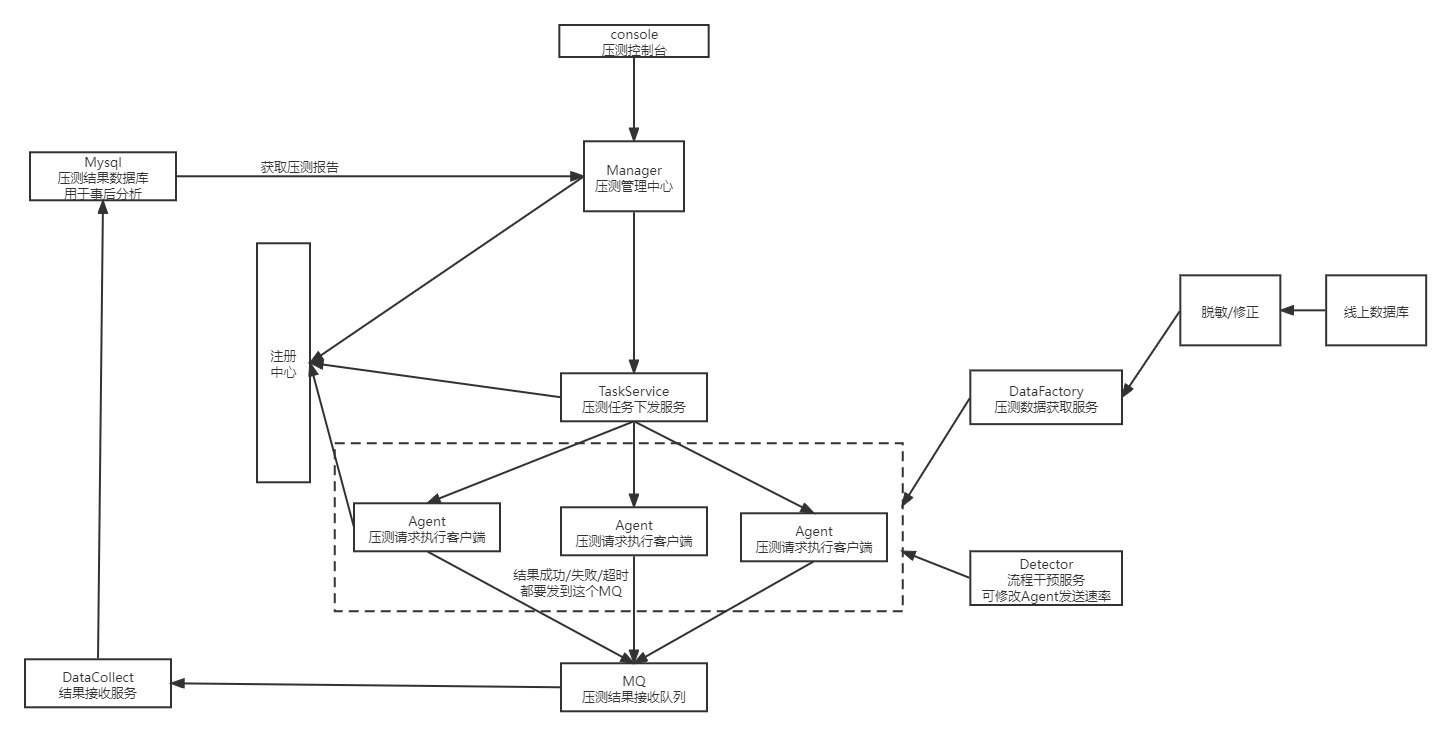 console
压测控制台
Mysql
压测结果数据库
用于事后分析
获取压测报告
Manager
压测管理中心
注册
中心
脱敏/修正
线上数据库
TaskService
压测任务下发服务
DataFactory
压测数据获取服务
Agent
压测请求执行客户端
Agent
压测请求执行客户端
Agent
压测请求执行客户端
结果成功/失败/超时
都要发到这个MQ
Detector
流程干预服务
可修改Agent发送速率
DataCollect
结果接收服务
MQ
压测结果接收队列